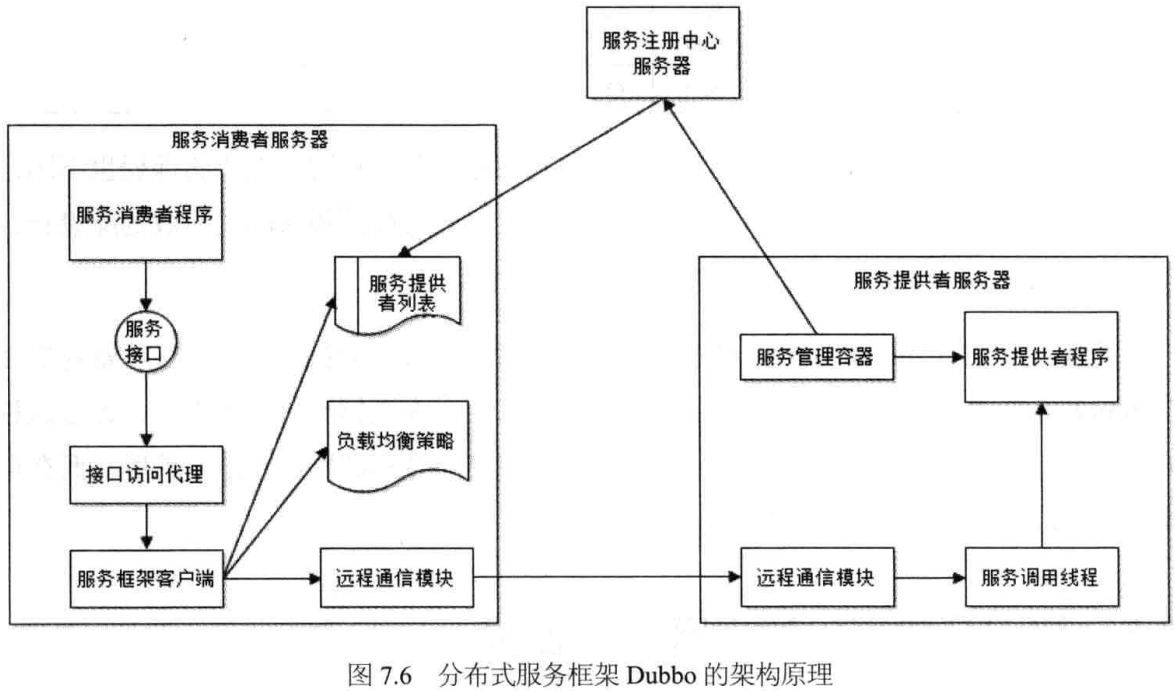 服务注册中心
服务器
服务消费者服务器
服务消费者程序
服务
接口
接口访问代理
服务框架客户端
服务提供
者列表
负载均衡策略
远程通信模块
服务提供者服务器
服务管理容器
服务提供者程序
远程通信模块
服务调用线程
图 7.6 分布式服务框架 Dubbo 的架构原理